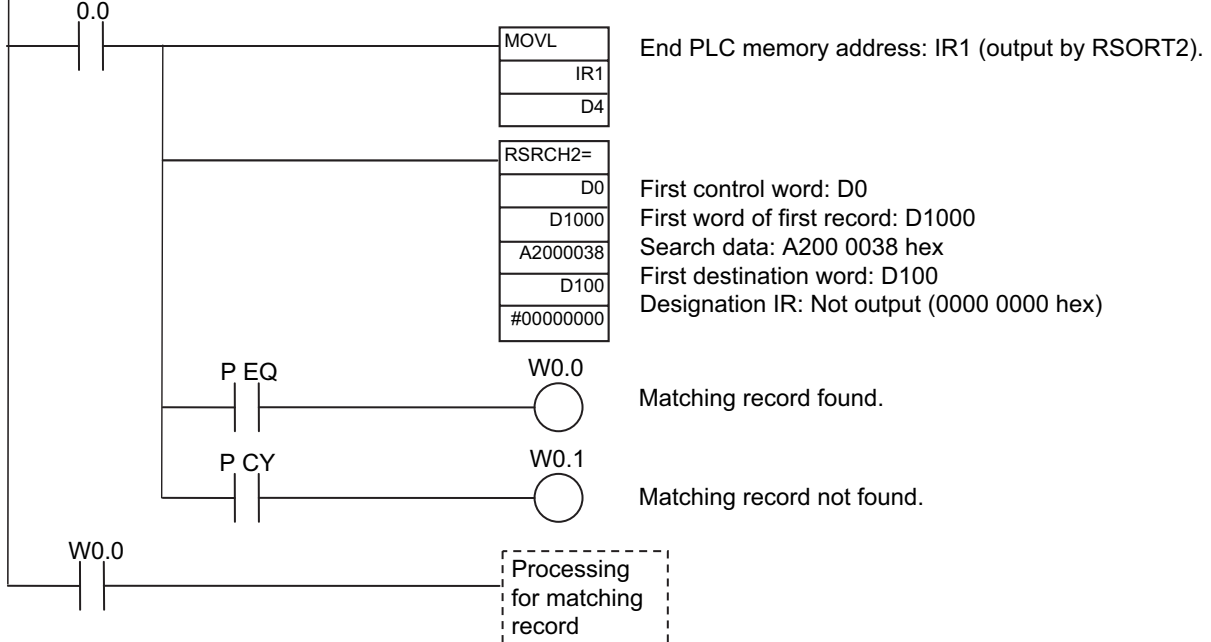 0.0
MOVL
IR1
D4
End PLC memory address: IR1 (output by RSORT2).
RSRCH2=
D0
D1000
A2000038
D100
#00000000
First control word: D0
First word of first record: D1000
Search data: A200 0038 hex
First destination word: D100
Designation IR: Not output (0000 0000 hex)
P EQ
W0.0
Matching record found.
P CY
W0.1
Matching record not found.
W0.0
Processing
for matching
record